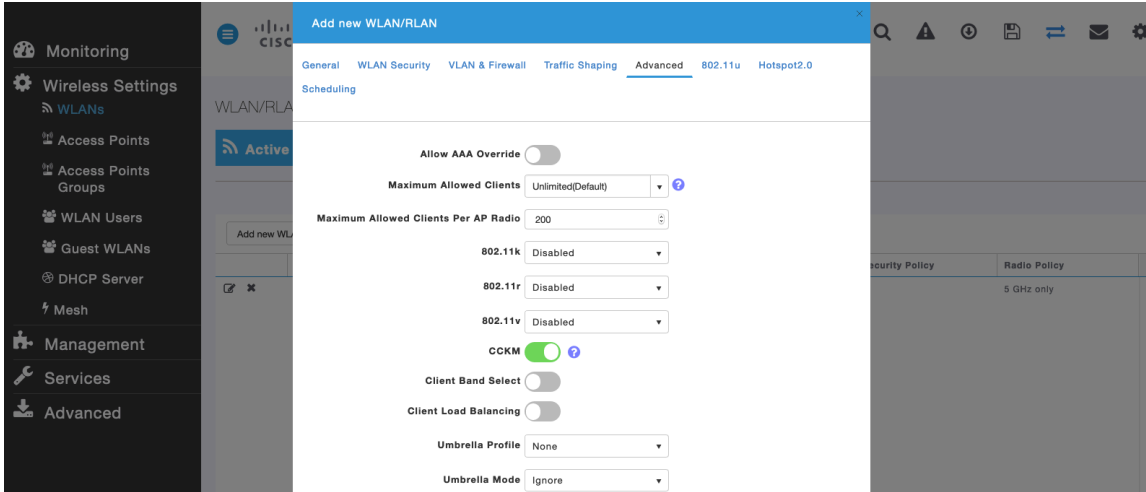 Monitoring
Wireless Settings
WLANs
Access Points
Access Points
Groups
WLAN Users
Guest WLANs
DHCP Server
Mesh
Management
Services
Advanced
CISC
WLAN/RLA
Active
Add new WL
Security Policy
Radio Policy
5 GHz only
Add new WLAN/RLAN
General WLAN Security VLAN & Firewall Traffic Shaping Advanced 802.11u Hotspot2.0
Scheduling
Allow AAA Override
Maximum Allowed Clients Unlimited(Default) ?
Maximum Allowed Clients Per AP Radio 200
802.11k Disabled
802.11r Disabled
802.11v Disabled
CCKM ?
Client Band Select
Client Load Balancing
Umbrella Profile None
Umbrella Mode Ignore